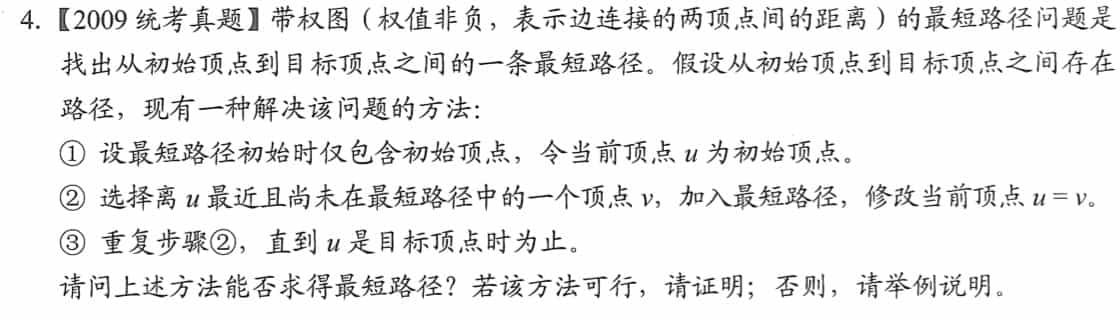 4.【2009 统考真题】带权图（权值非负，表示边连接的两顶点间的距离）的最短路径问题是
找出从初始顶点到目标顶点之间的一条最短路径。假设从初始顶点到目标顶点之间存在
路径，现有一种解决该问题的方法：
① 设最短路径初始时仅包含初始顶点，令当前顶点 u 为初始顶点。
② 选择离 u 最近且尚未在最短路径中的一个顶点 v，加入最短路径，修改当前顶点 u = v。
③ 重复步骤②，直到 u 是目标顶点时为止。
请问上述方法能否求得最短路径？若该方法可行，请证明；否则，请举例说明。